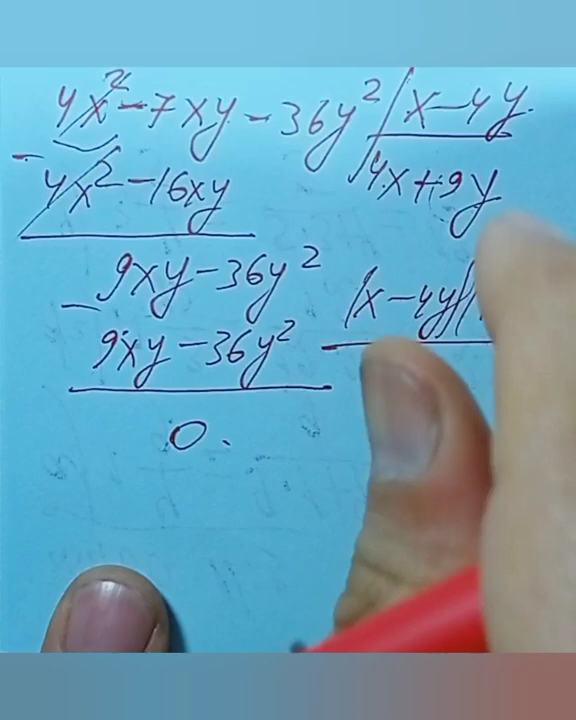 4x² - 7xy - 36y² | x - 4y
- 4x² - 16xy | 4x + 9y
9xy - 36y²
- 9xy - 36y²
(x - 4y)(
0.